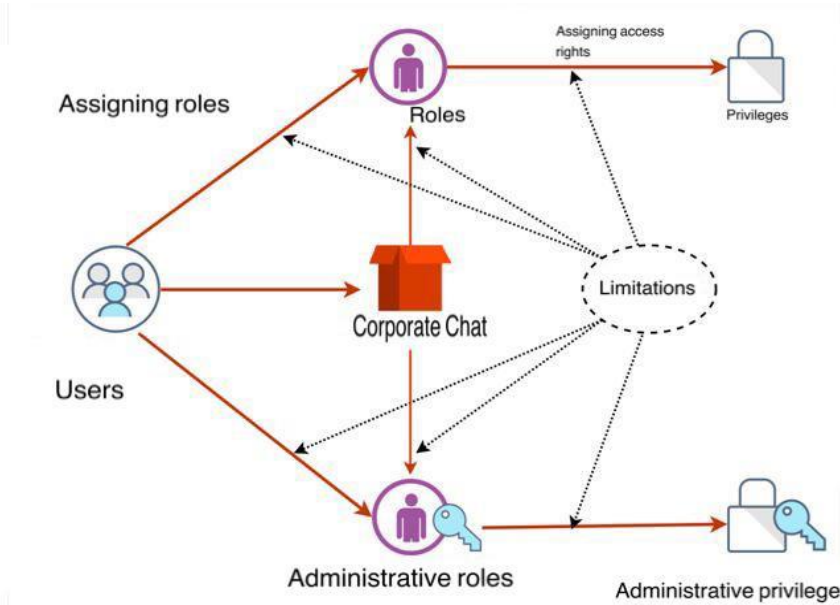 Assigning access
rights
Assigning roles
Roles
Privileges
Limitations
Corporate Chat
Users
Administrative roles
Administrative privilege